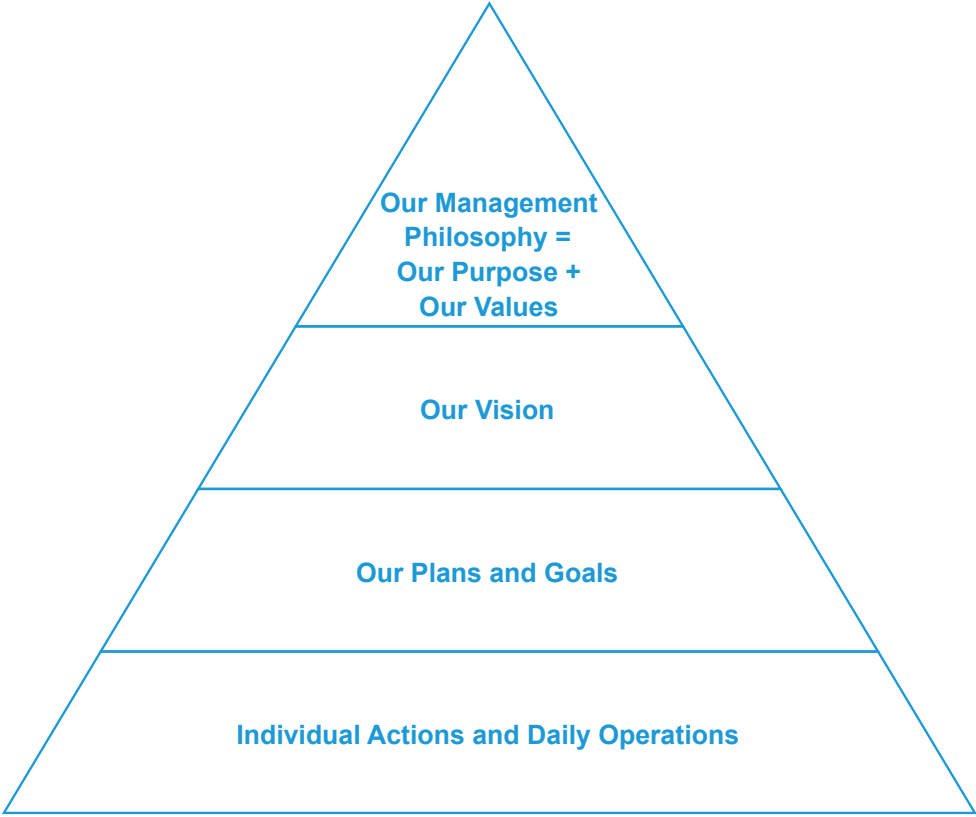 Our Management
Philosophy =
Our Purpose +
Our Values
Our Vision
Our Plans and Goals
Individual Actions and Daily Operations